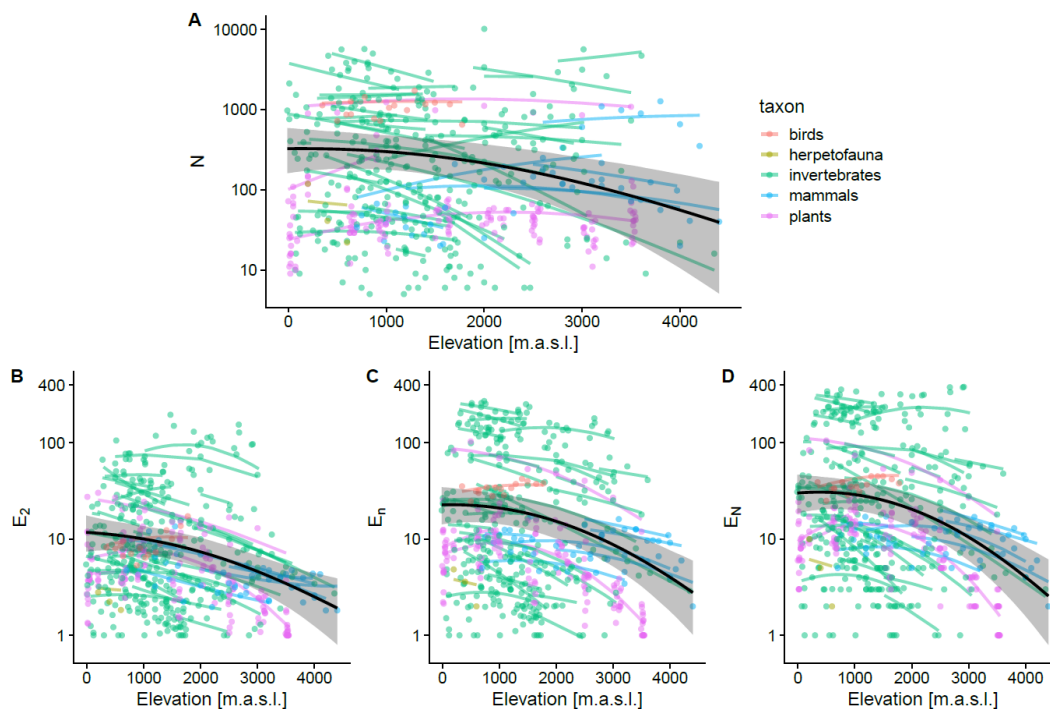 A
10000
1000
100
10
N
0 1000 2000 3000 4000
Elevation [m.a.s.l.]
taxon
birds
herpetofauna
invertebrates
mammals
plants
B
400
100
10
1
E2
0 1000 2000 3000 4000
Elevation [m.a.s.l.]
C
400
100
10
1
En
0 1000 2000 3000 4000
Elevation [m.a.s.l.]
D
400
100
10
1
EN
0 1000 2000 3000 4000
Elevation [m.a.s.l.]